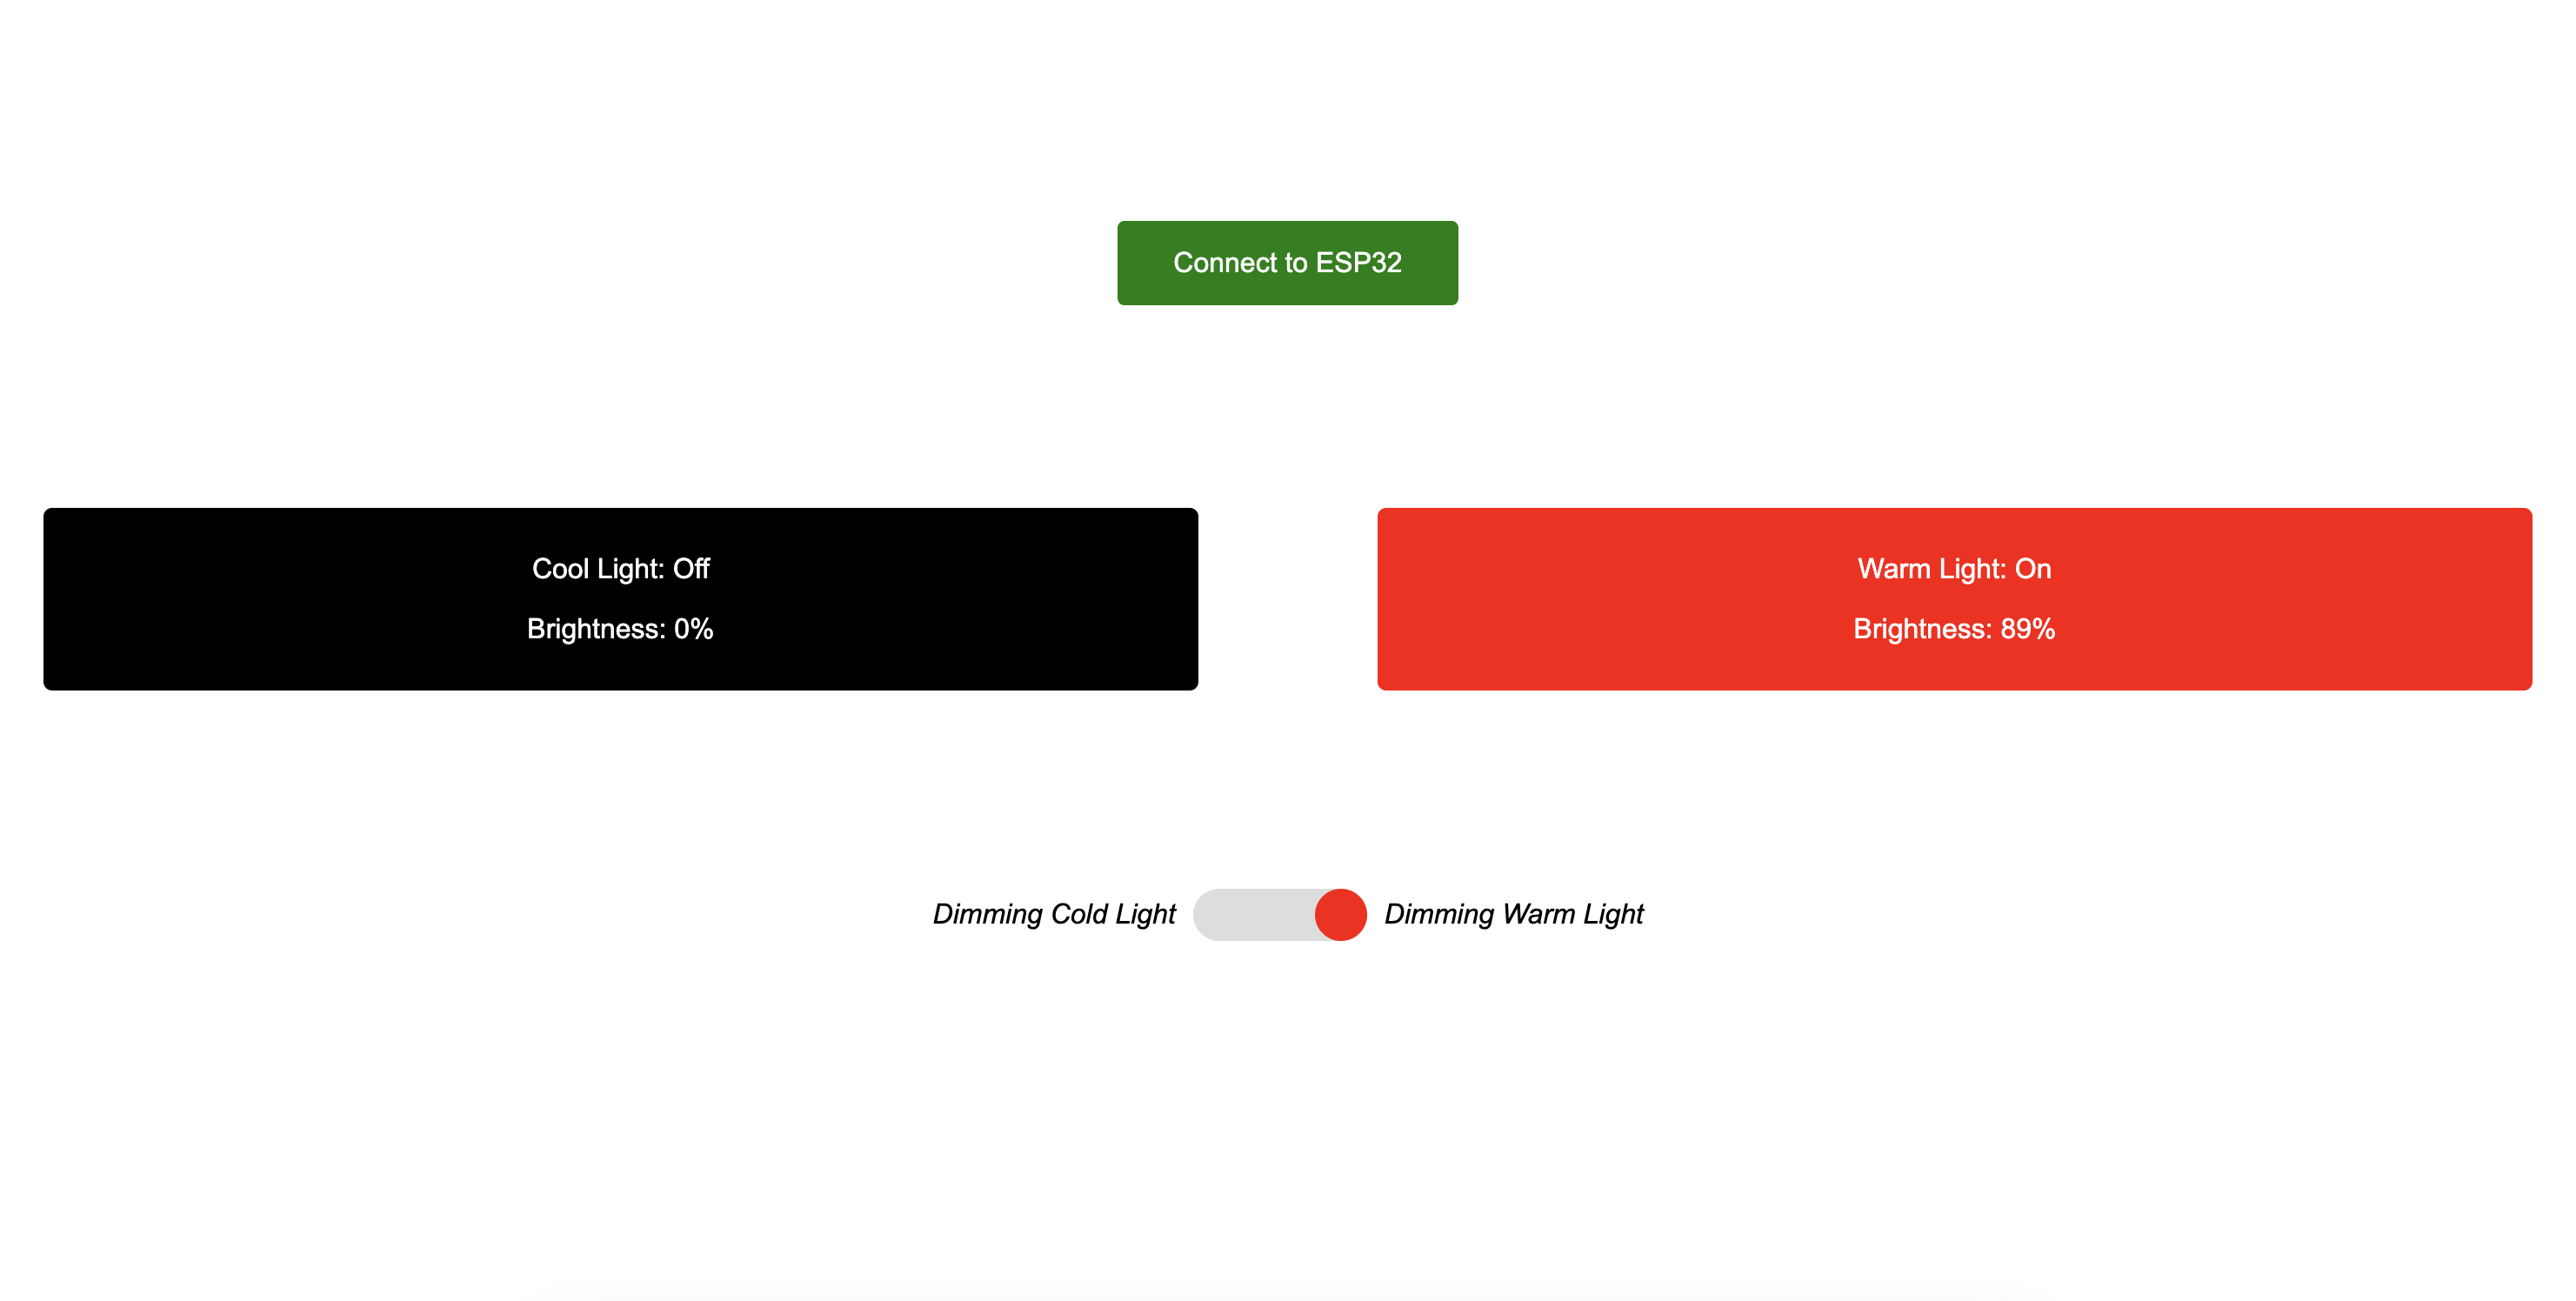 Connect to ESP32
Cool Light: Off
Brightness: 0%
Warm Light: On
Brightness: 89%
Dimming Cold Light
Dimming Warm Light